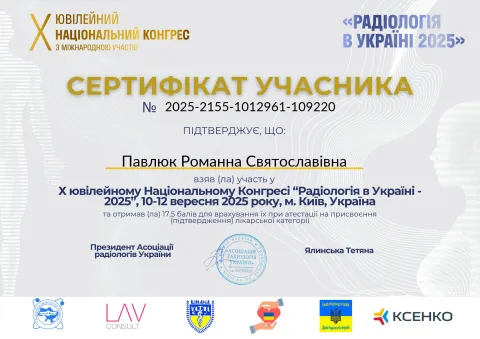 X ЮВІЛЕЙНИЙ
НАЦІОНАЛЬНИЙ КОНГРЕС
З МІЖНАРОДНОЮ УЧАСТЮ
«РАДІОЛОГІЯ
В УКРАЇНІ 2025»
СЕРТИФІКАТ УЧАСНИКА
№ 2025-2155-1012961-109220
ПІДТВЕРДЖУЄ, ЩО:
Павлюк Романна Святославівна
взяв (ла) участь у
X ювілейному Національному Конгресі “Радіологія в Україні -
2025”, 10-12 вересня 2025 року, м. Київ, Україна
та отримав (ла) 17,5 балів для врахування їх при атестації на присвоєння
(підтвердження) лікарської категорії
Президент Асоціації
радіологів України
АСОЦІАЦІЯ
РАДІОЛОГІВ
УКРАЇНИ
Ялинська Тетяна
LAV
CONSULT
КСЕНКО